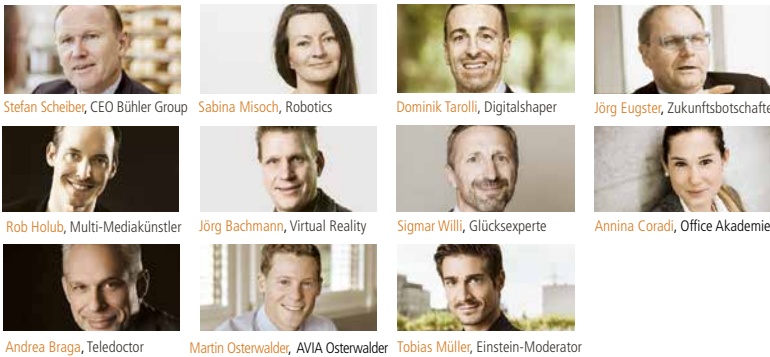 Stefan Scheiber, CEO Bühler Group
Sabina Misoch, Robotics
Dominik Tarolli, Digitalshaper
Jörg Eugster, Zukunftsbotschafte
Rob Holub, Multi-Mediakünstler
Jörg Bachmann, Virtual Reality
Sigmar Willi, Glücksexperte
Annina Coradi, Office Akademie
Andrea Braga, Teledoctor
Martin Osterwalder, AVIA Osterwalder
Tobias Müller, Einstein-Moderator